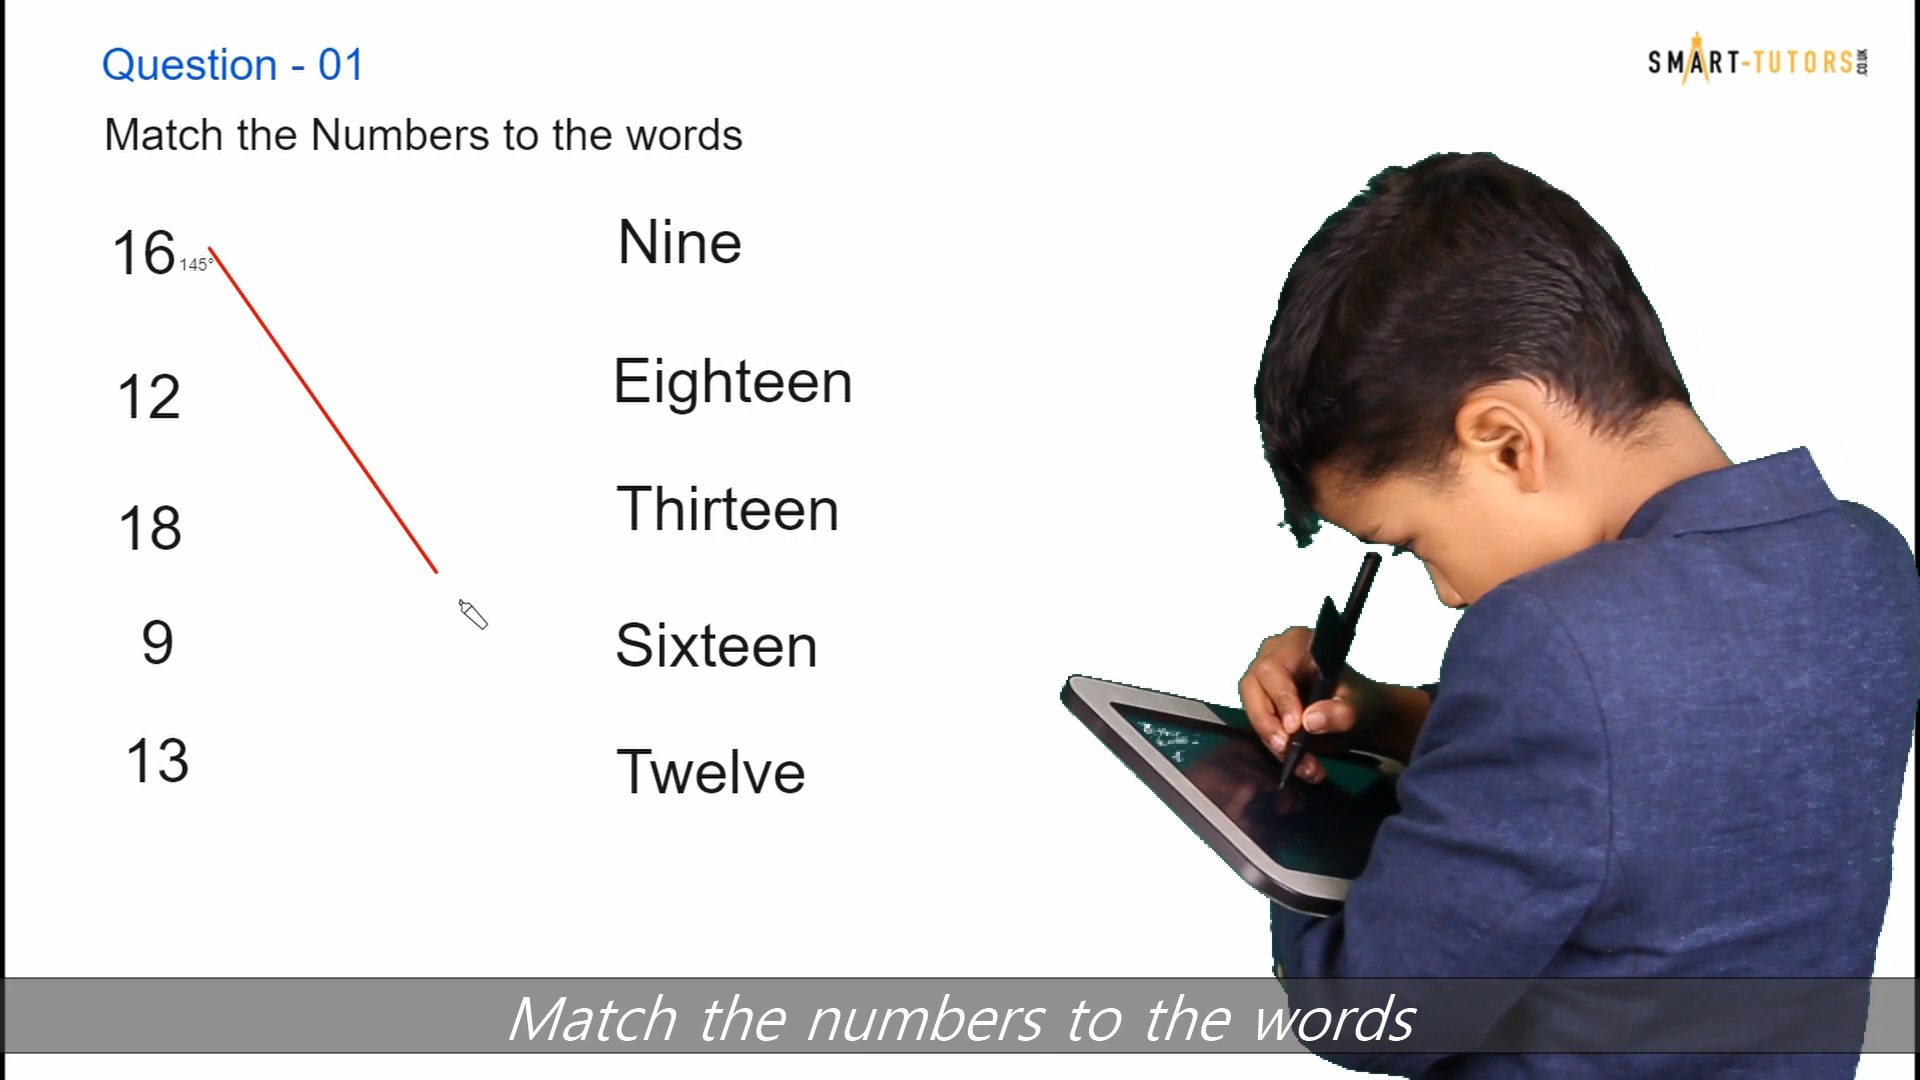 Question - 01
SMART-TUTORS.CO.UK
Match the Numbers to the words
16
145°
Nine
12
Eighteen
18
Thirteen
9
Sixteen
13
Twelve
Match the numbers to the words